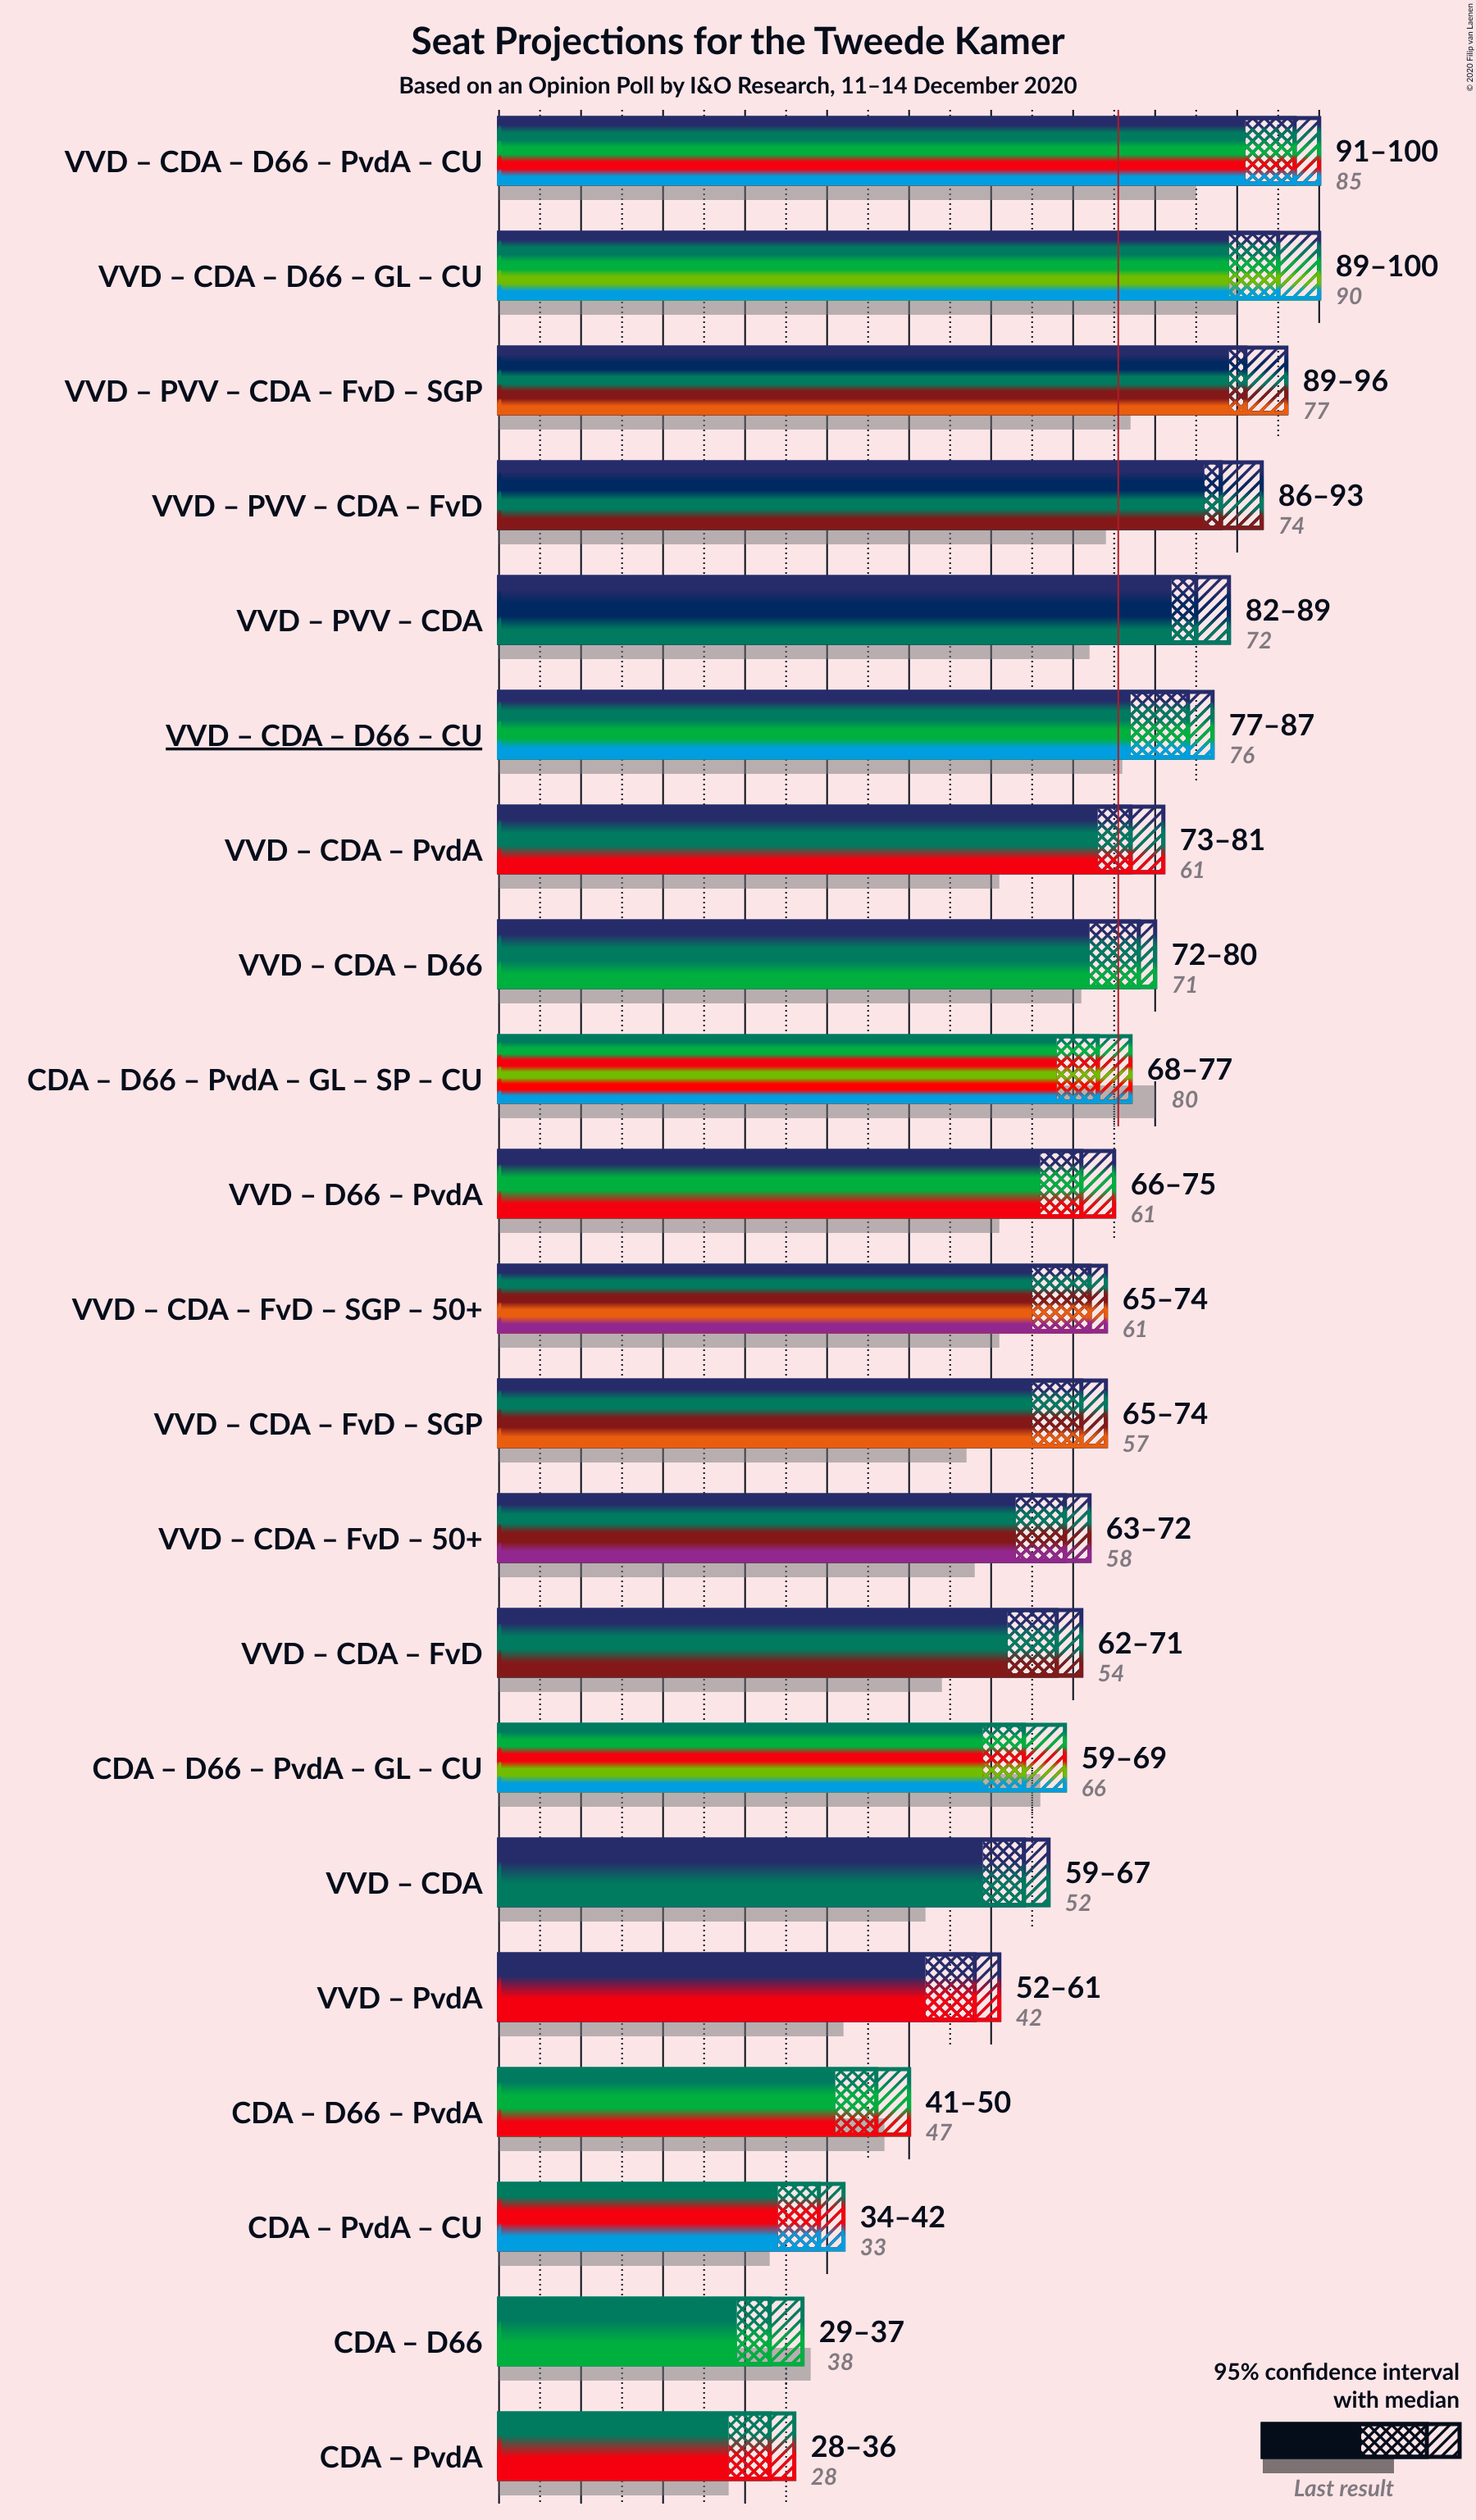 © 2020 Filip van Laenen
Seat Projections for the Tweede Kamer
Based on an Opinion Poll by I&O Research, 11–14 December 2020
VVD – CDA – D66 – PvdA – CU
91–100
85
VVD – CDA – D66 – GL – CU
89–100
90
VVD – PVV – CDA – FvD – SGP
89–96
77
VVD – PVV – CDA – FvD
86–93
74
VVD – PVV – CDA
82–89
72
VVD – CDA – D66 – CU
77–87
76
VVD – CDA – PvdA
73–81
61
VVD – CDA – D66
72–80
71
CDA – D66 – PvdA – GL – SP – CU
68–77
80
VVD – D66 – PvdA
66–75
61
VVD – CDA – FvD – SGP – 50+
65–74
61
VVD – CDA – FvD – SGP
65–74
57
VVD – CDA – FvD – 50+
63–72
58
VVD – CDA – FvD
62–71
54
CDA – D66 – PvdA – GL – CU
59–69
66
VVD – CDA
59–67
52
VVD – PvdA
52–61
42
CDA – D66 – PvdA
41–50
47
CDA – PvdA – CU
34–42
33
CDA – D66
29–37
38
CDA – PvdA
28–36
28
95% confidence interval
with median
Last result